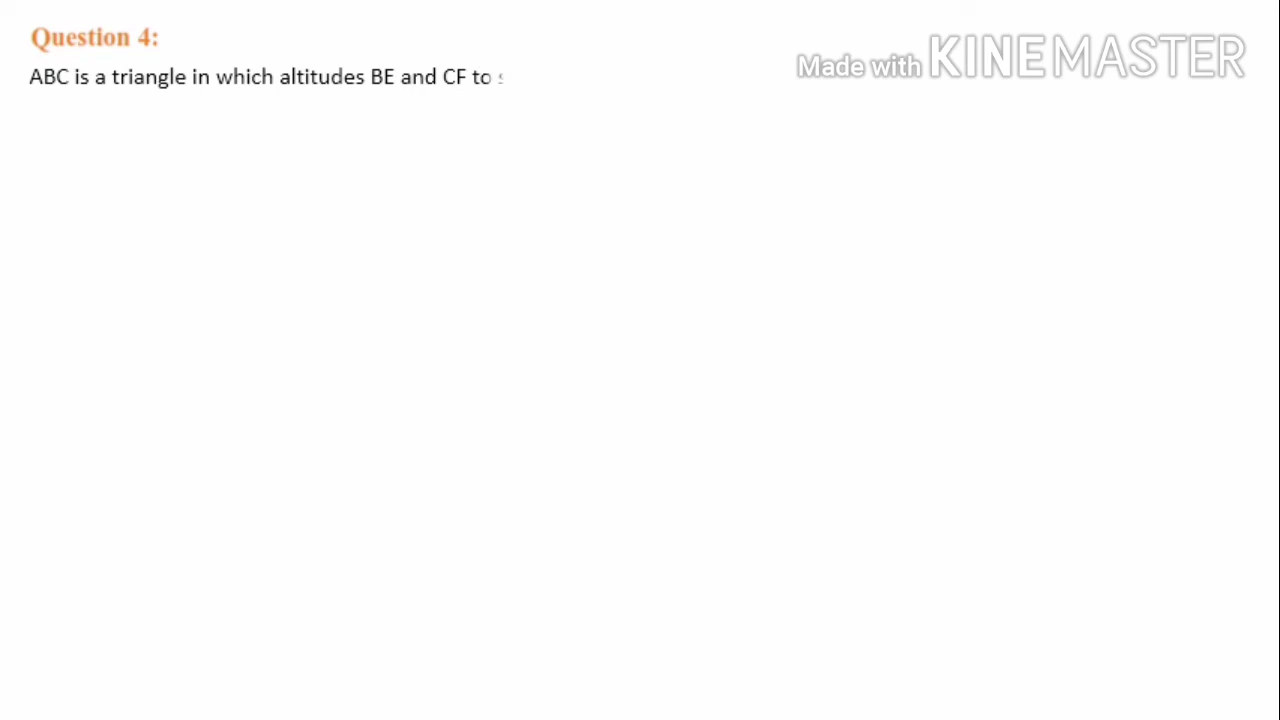 Question 4:
Made with KINEMASTER
ABC is a triangle in which altitudes BE and CF to